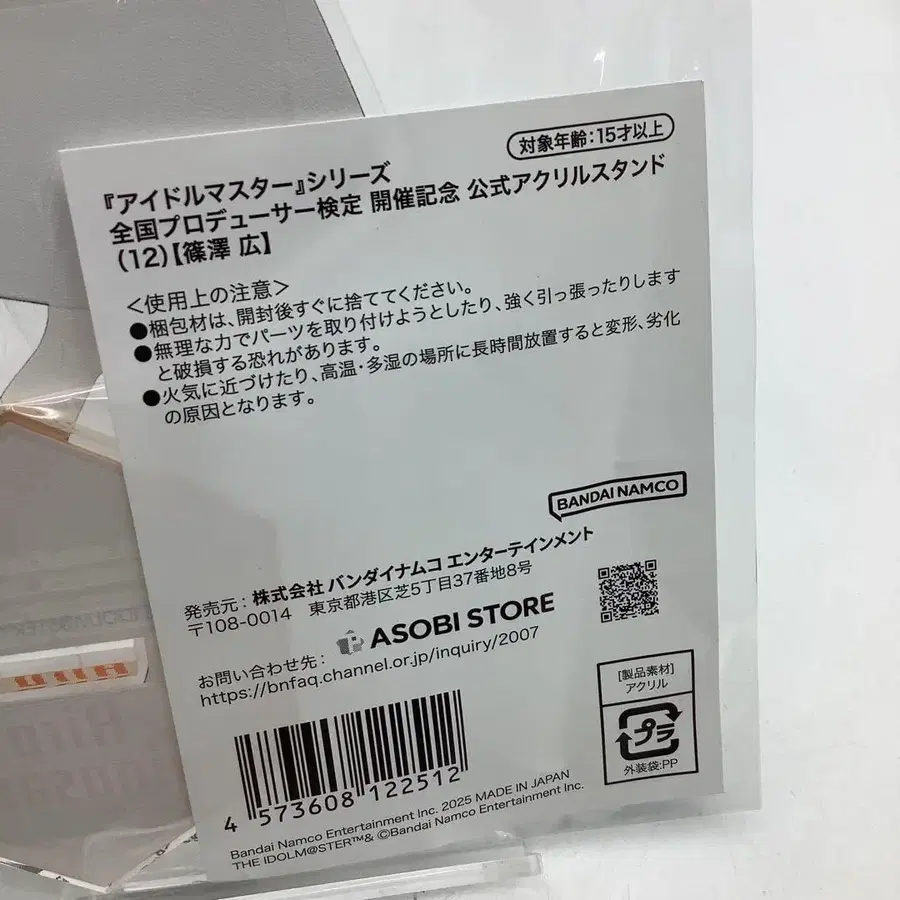 対象年齢:15才以上
『アイドルマスター』シリーズ
全国プロデューサー検定 開催記念 公式アクリルスタンド
(12)【篠澤 広】
<使用上の注意>
●梱包材は、開封後すぐに捨ててください。
●無理な力でパーツを取り付けようとしたり、強く引っ張ったりします
と破損する恐れがあります。
●火気に近づけたり、高温・多湿の場所に長時間放置すると変形、劣化
の原因となります。
BANDAI NAMCO
発売元:株式会社 バンダイナムコ エンターテインメント
〒108-0014 東京都港区芝5丁目37番地8号
お問い合わせ先: ASOBI STORE
https://bnfaq.channel.or.jp/inquiry/2007
[製品素材]
アクリル
プラ
外装袋:PP
4 573608 122512
Bandai Namco Entertainment Inc. 2025 MADE IN JAPAN
THE IDOLM@STER™& ©Bandai Namco Entertainment Inc.